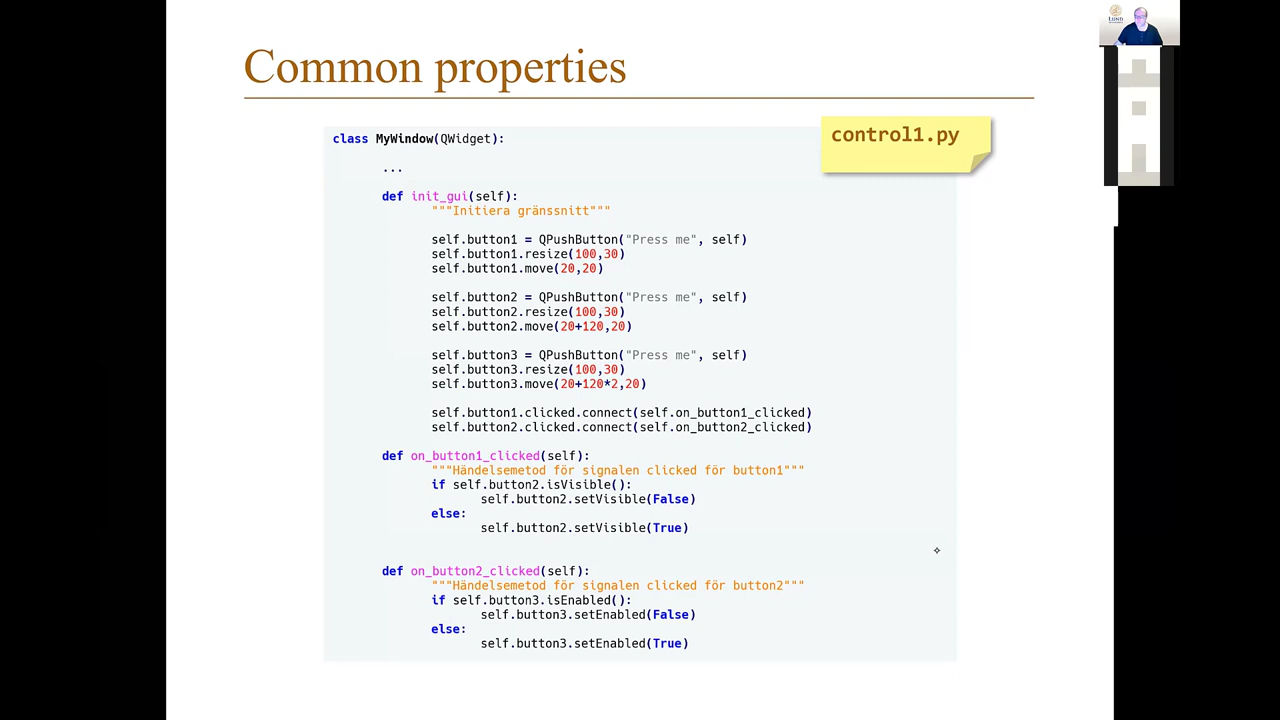 Common properties
control1.py
class MyWindow(QWidget):
...
def init_gui(self):
"""Initiera gränssnitt"""
self.button1 = QPushButton("Press me", self)
self.button1.resize(100,30)
self.button1.move(20,20)
self.button2 = QPushButton("Press me", self)
self.button2.resize(100,30)
self.button2.move(20+120,20)
self.button3 = QPushButton("Press me", self)
self.button3.resize(100,30)
self.button3.move(20+120*2,20)
self.button1.clicked.connect(self.on_button1_clicked)
self.button2.clicked.connect(self.on_button2_clicked)
def on_button1_clicked(self):
"""Händelsemetod för signalen clicked för button1"""
if self.button2.isVisible():
self.button2.setVisible(False)
else:
self.button2.setVisible(True)
def on_button2_clicked(self):
"""Händelsemetod för signalen clicked för button2"""
if self.button3.isEnabled():
self.button3.setEnabled(False)
else:
self.button3.setEnabled(True)